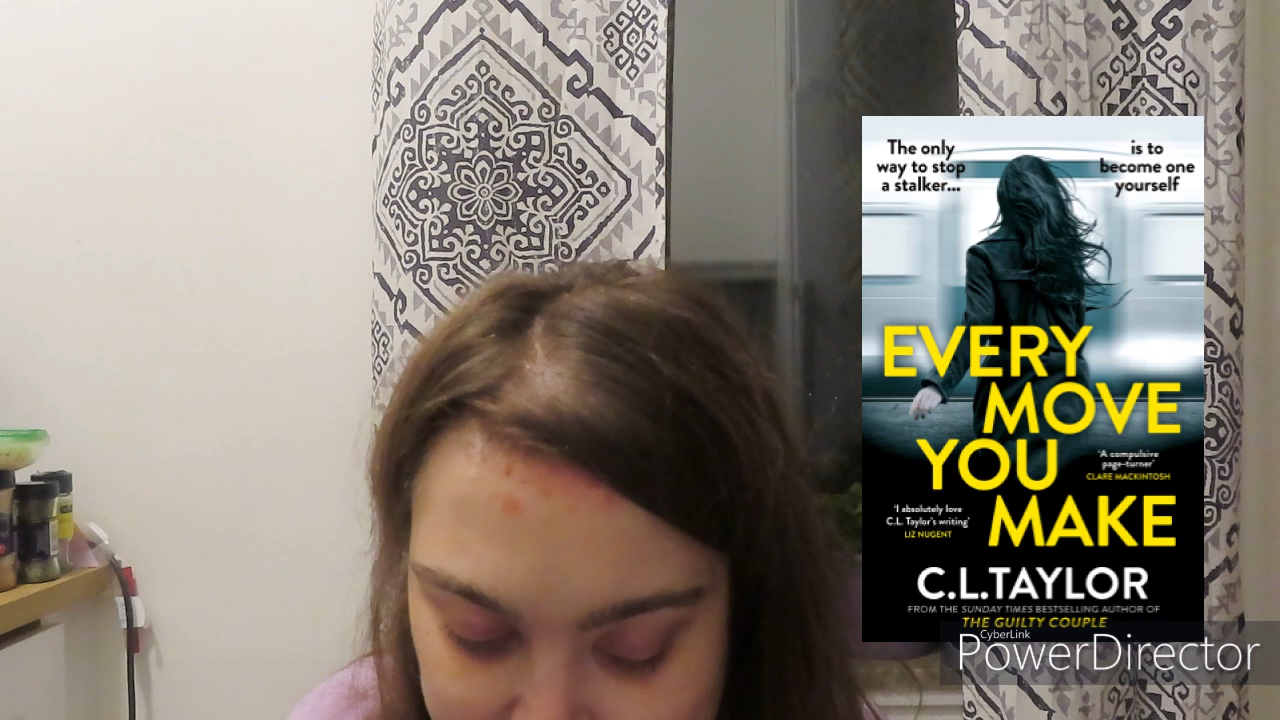 The only
way to stop
a stalker...
is to
become one
yourself
EVERY
MOVE
YOU
MAKE
'A compulsive
page-turner'
CLARE MACKINTOSH
'I absolutely love
C.L. Taylor's writing'
LIZ NUGENT
C.L.TAYLOR
FROM THE SUNDAY TIMES BESTSELLING AUTHOR OF
THE GUILTY COUPLE
CyberLink
PowerDirector